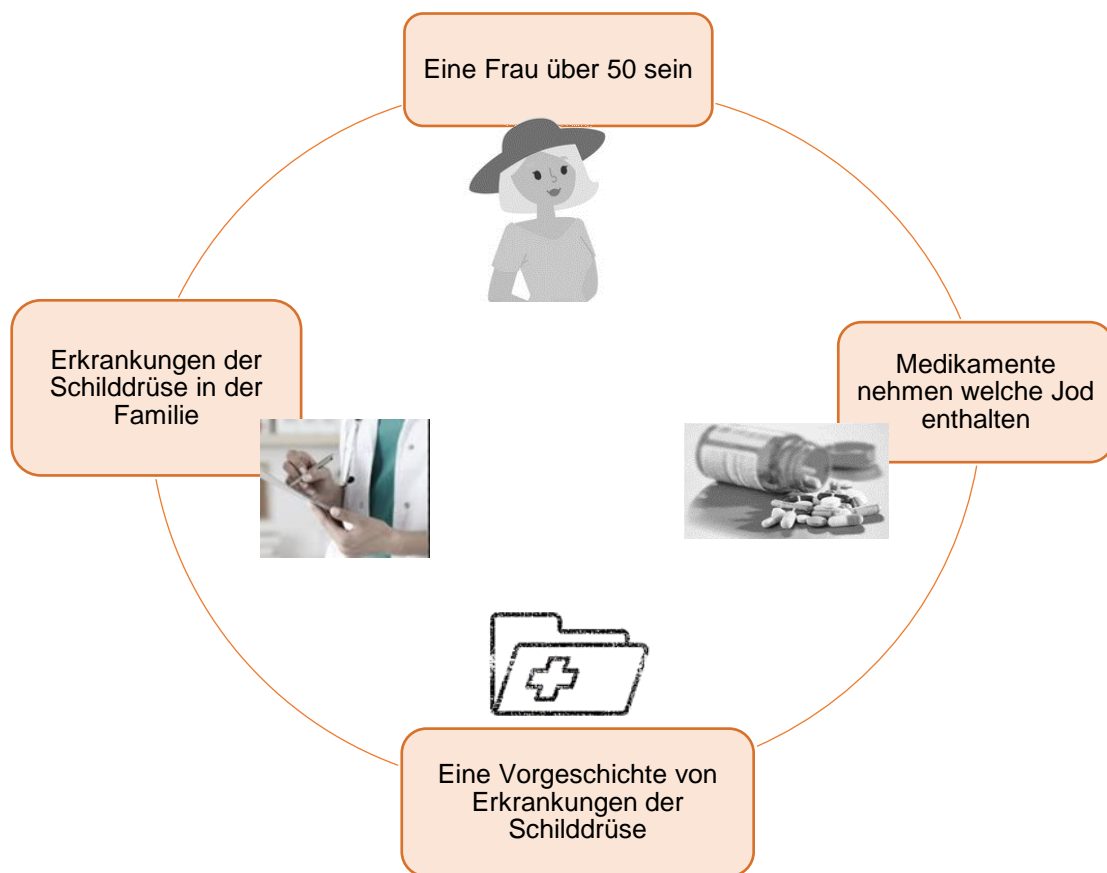 Eine Frau über 50 sein
Erkrankungen der
Schilddrüse in der
Familie
Medikamente
nehmen welche Jod
enthalten
Eine Vorgeschichte von
Erkrankungen der
Schilddrüse